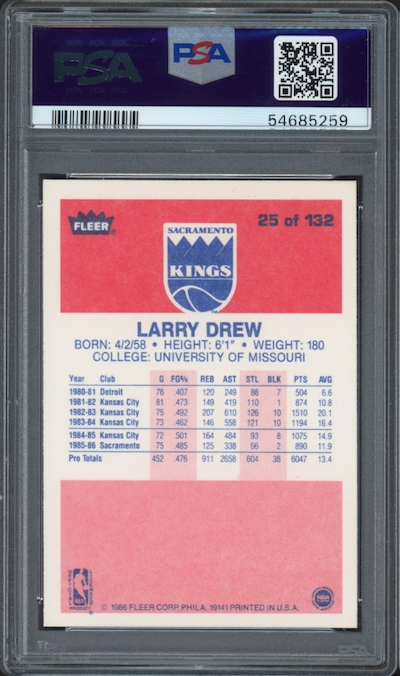 PSA
PSA
54685259
FLEER
25 of 132
SACRAMENTO
KINGS
LARRY DREW
BORN: 4/2/58 • HEIGHT: 6'1" • WEIGHT: 180
COLLEGE: UNIVERSITY OF MISSOURI
Year Club G FG% REB AST STL BLK PTS AVG
1980-81 Detroit 76 .407 120 249 88 7 504 6.6
1981-82 Kansas City 81 .473 149 419 110 1 874 10.8
1982-83 Kansas City 75 .492 207 610 126 10 1510 20.1
1983-84 Kansas City 73 .462 146 558 121 10 1194 16.4
1984-85 Kansas City 72 .501 164 484 93 8 1075 14.9
1985-86 Sacramento 75 .485 125 338 66 2 890 11.9
Pro Totals 452 .476 911 2658 604 38 6047 13.4
NBA
© 1986 FLEER CORP. PHILA. 19141 PRINTED IN U.S.A.